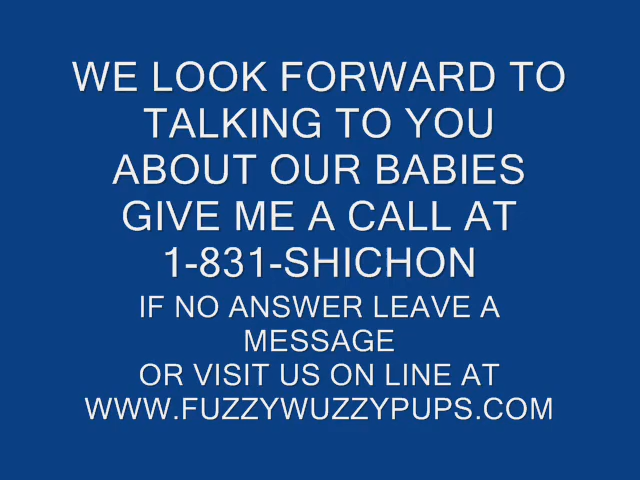 WE LOOK FORWARD TO
TALKING TO YOU
ABOUT OUR BABIES
GIVE ME A CALL AT
1-831-SHICHON
IF NO ANSWER LEAVE A
MESSAGE
OR VISIT US ON LINE AT
WWW.FUZZYWUZZYPUPS.COM